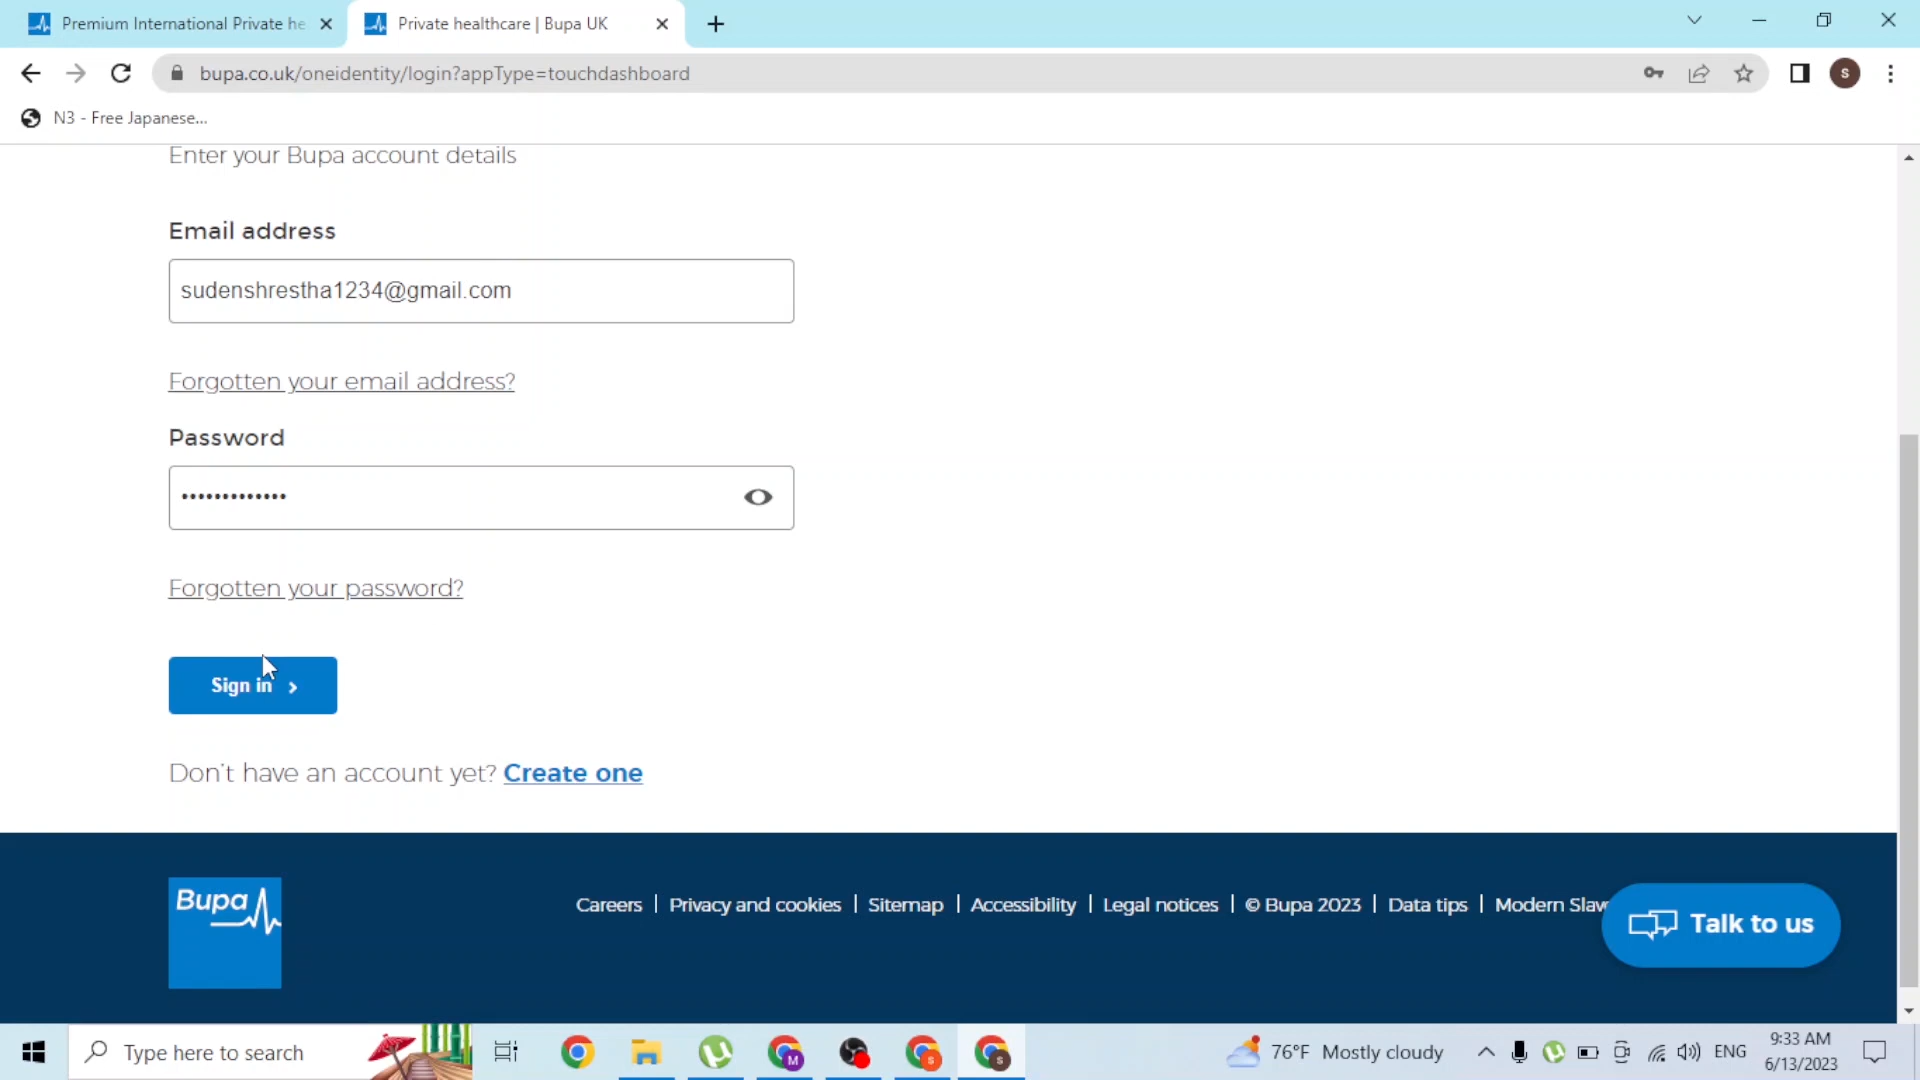 Premium International Private he
Private healthcare | Bupa UK
bupa.co.uk/oneidentity/login?appType=touchdashboard
S
N3 - Free Japanese...
Enter your Bupa account details
Email address
sudenshrestha1234@gmail.com
Forgotten your email address?
Password
•••••••••••••
Forgotten your password?
Sign in
Don't have an account yet? Create one
Bupa
Careers | Privacy and cookies | Sitemap | Accessibility | Legal notices | © Bupa 2023 | Data tips | Modern Slav
Talk to us
Type here to search
M
S
S
76°F Mostly cloudy
ENG
9:33 AM
6/13/2023